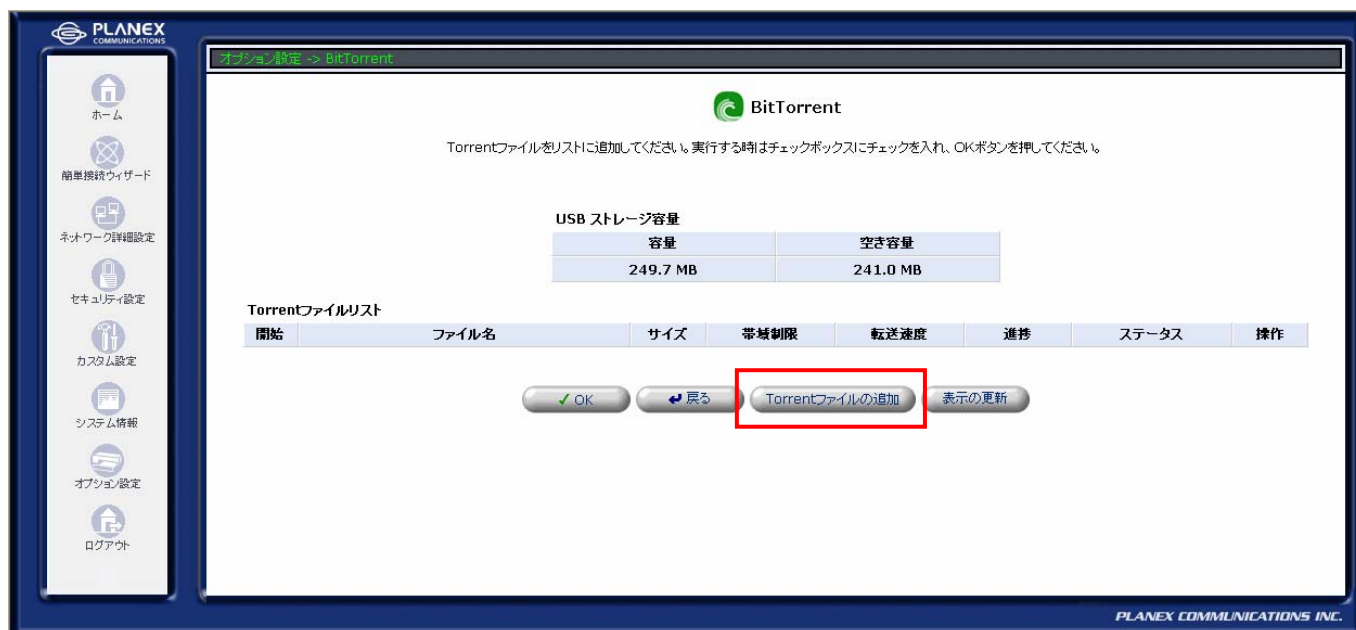 PLANEX
COMMUNICATIONS
オプション設定 -> BitTorrent
ホーム
簡単接続ウィザード
ネットワーク詳細設定
セキュリティ設定
カスタム設定
システム情報
オプション設定
ログアウト
BitTorrent
Torrentファイルをリストに追加してください。実行する時はチェックボックスにチェックを入れ、OKボタンを押してください。
USB ストレージ容量
容量 空き容量
249.7 MB 241.0 MB
Torrentファイルリスト
開始 ファイル名 サイズ 帯域制限 転送速度 進捗 ステータス 操作
OK 戻る Torrentファイルの追加 表示の更新
PLANEX COMMUNICATIONS INC.